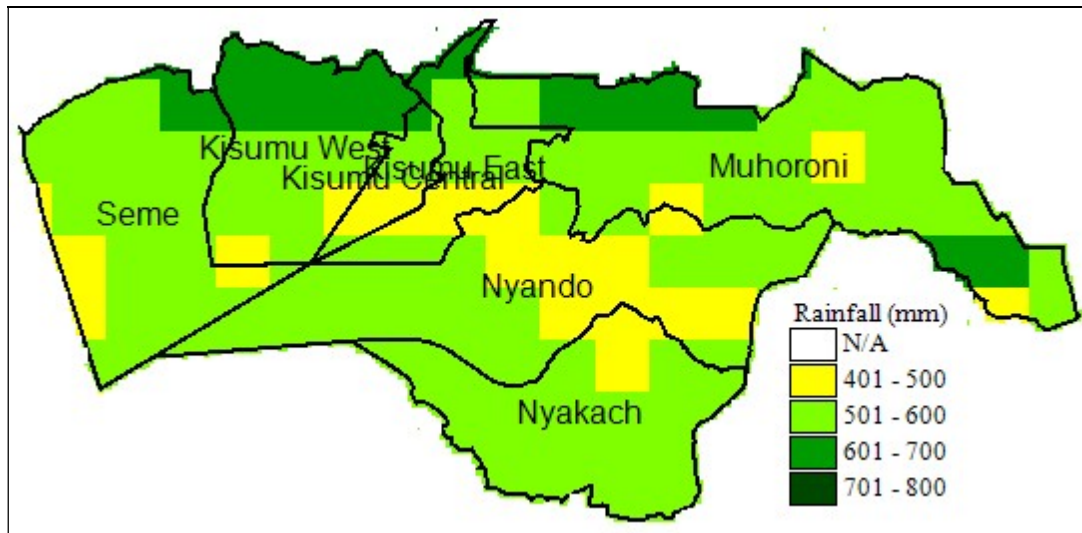 Kisumu West
Kisumu East
Kisumu Central
Muhoroni
Seme
Nyando
Nyakach
Rainfall (mm)
N/A
401 - 500
501 - 600
601 - 700
701 - 800